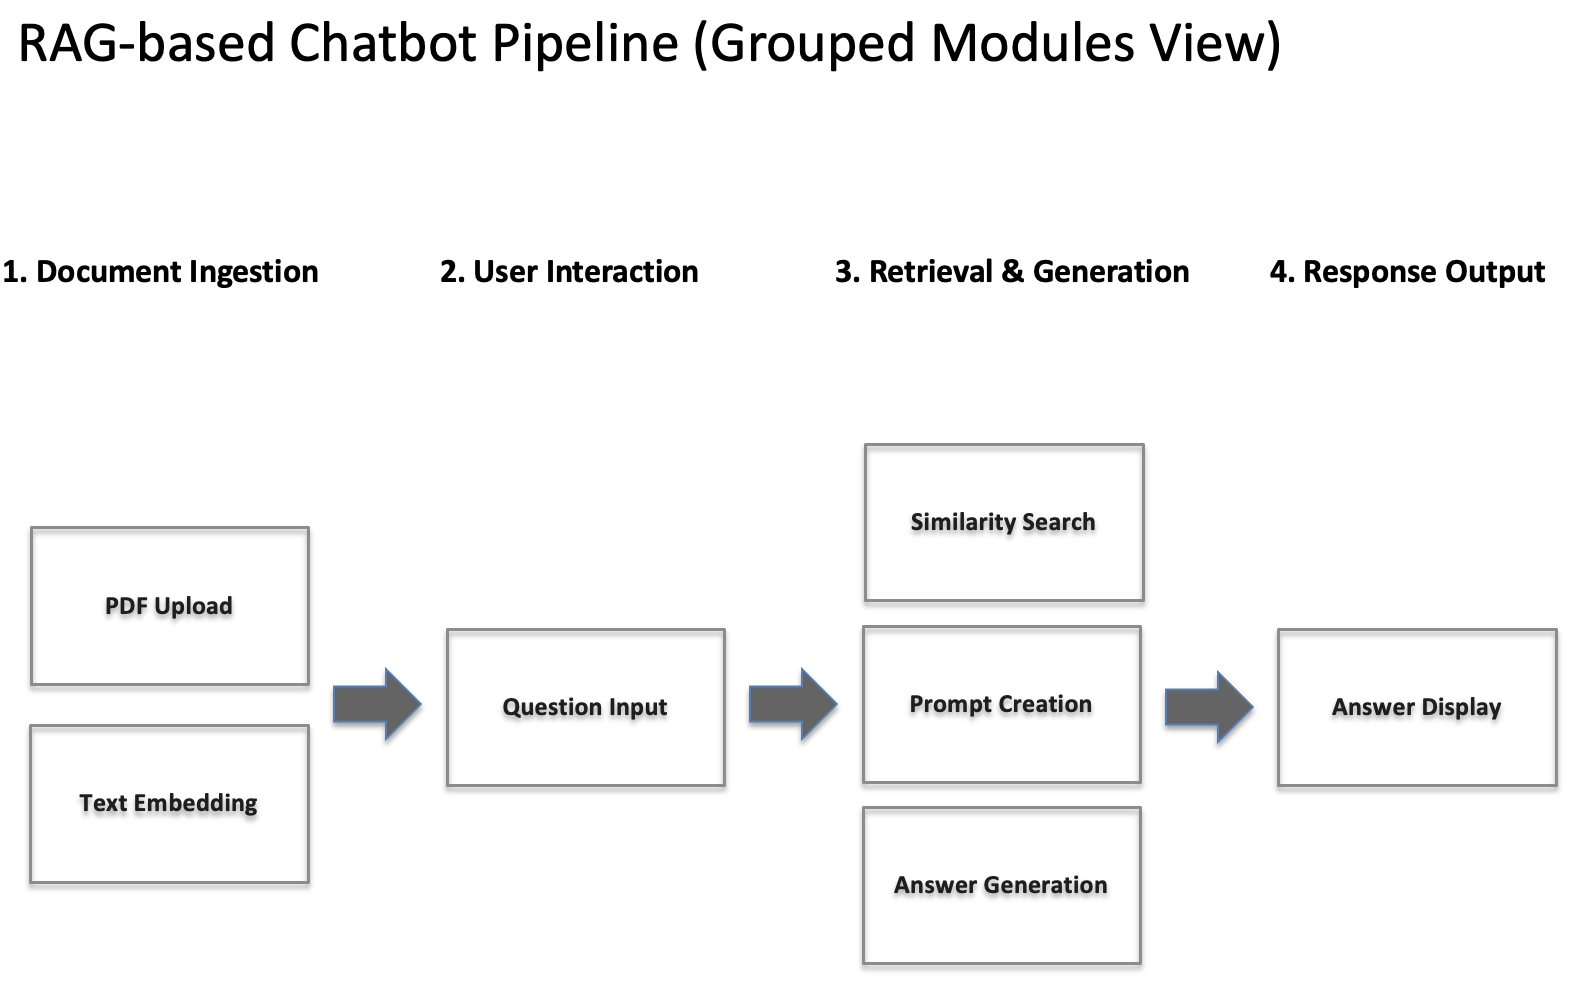 RAG-based Chatbot Pipeline (Grouped Modules View)
1. Document Ingestion
2. User Interaction
3. Retrieval & Generation
4. Response Output
PDF Upload
Text Embedding
Question Input
Similarity Search
Prompt Creation
Answer Generation
Answer Display